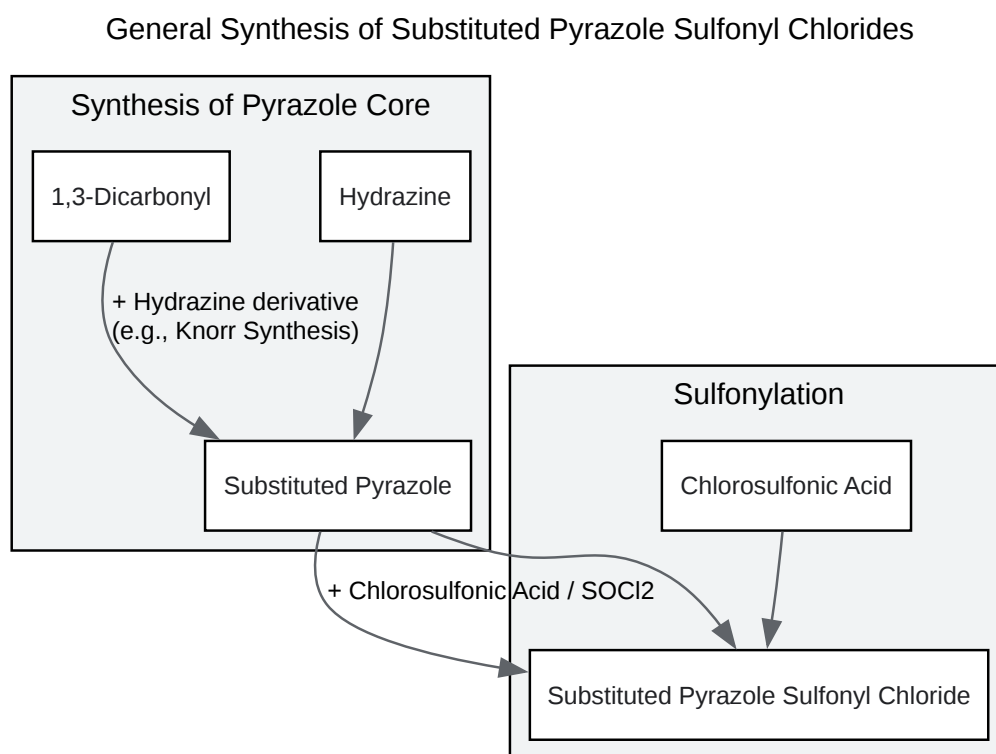 General Synthesis of Substituted Pyrazole Sulfonyl Chlorides
Synthesis of Pyrazole Core
1,3-Dicarbonyl
Hydrazine
+ Hydrazine derivative
(e.g., Knorr Synthesis)
Sulfonylation
Substituted Pyrazole
Chlorosulfonic Acid
+ Chlorosulfonic Acid / SOCl2
Substituted Pyrazole Sulfonyl Chloride